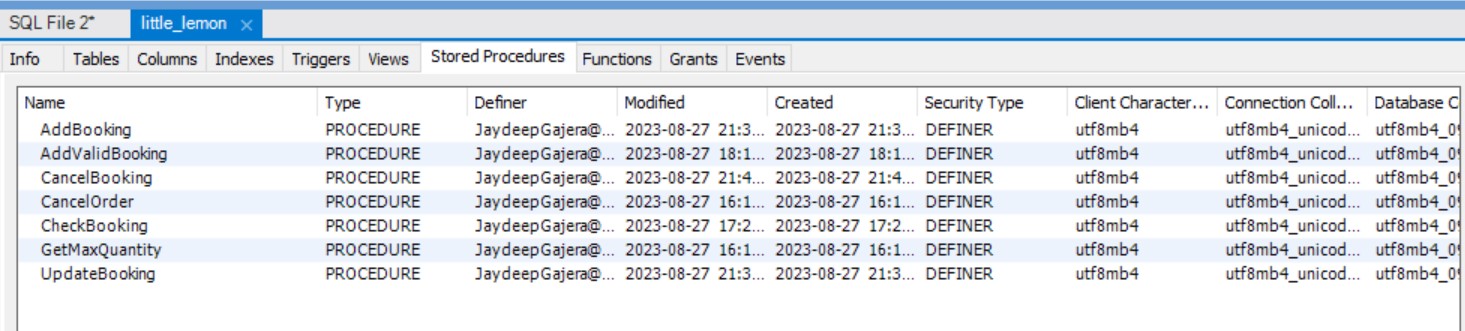 SQL File 2* little_lemon ×
Info Tables Columns Indexes Triggers Views Stored Procedures Functions Grants Events
Name Type Definer Modified Created Security Type Client Character... Connection Coll... Database C
AddBooking PROCEDURE JaydeepGajera@... 2023-08-27 21:3... 2023-08-27 21:3... DEFINER utf8mb4 utf8mb4_unicod... utf8mb4_09
AddValidBooking PROCEDURE JaydeepGajera@... 2023-08-27 18:1... 2023-08-27 18:1... DEFINER utf8mb4 utf8mb4_unicod... utf8mb4_09
CancelBooking PROCEDURE JaydeepGajera@... 2023-08-27 21:4... 2023-08-27 21:4... DEFINER utf8mb4 utf8mb4_unicod... utf8mb4_09
CancelOrder PROCEDURE JaydeepGajera@... 2023-08-27 16:1... 2023-08-27 16:1... DEFINER utf8mb4 utf8mb4_unicod... utf8mb4_09
CheckBooking PROCEDURE JaydeepGajera@... 2023-08-27 17:2... 2023-08-27 17:2... DEFINER utf8mb4 utf8mb4_unicod... utf8mb4_09
GetMaxQuantity PROCEDURE JaydeepGajera@... 2023-08-27 16:1... 2023-08-27 16:1... DEFINER utf8mb4 utf8mb4_unicod... utf8mb4_09
UpdateBooking PROCEDURE JaydeepGajera@... 2023-08-27 21:3... 2023-08-27 21:3... DEFINER utf8mb4 utf8mb4_unicod... utf8mb4_09